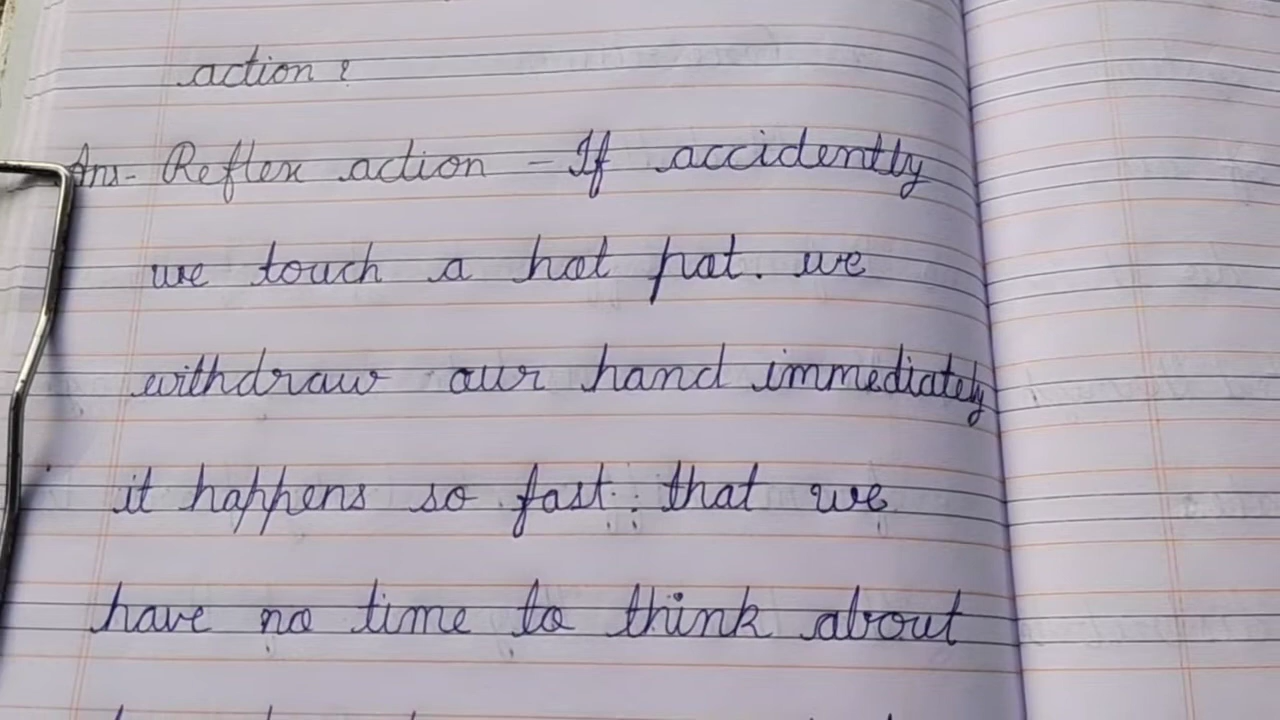 action ?
Ans- Reflex action - If accidently
we touch a hot pot. we
withdraw our hand immediately
it happens so fast. that we
have no time to think about